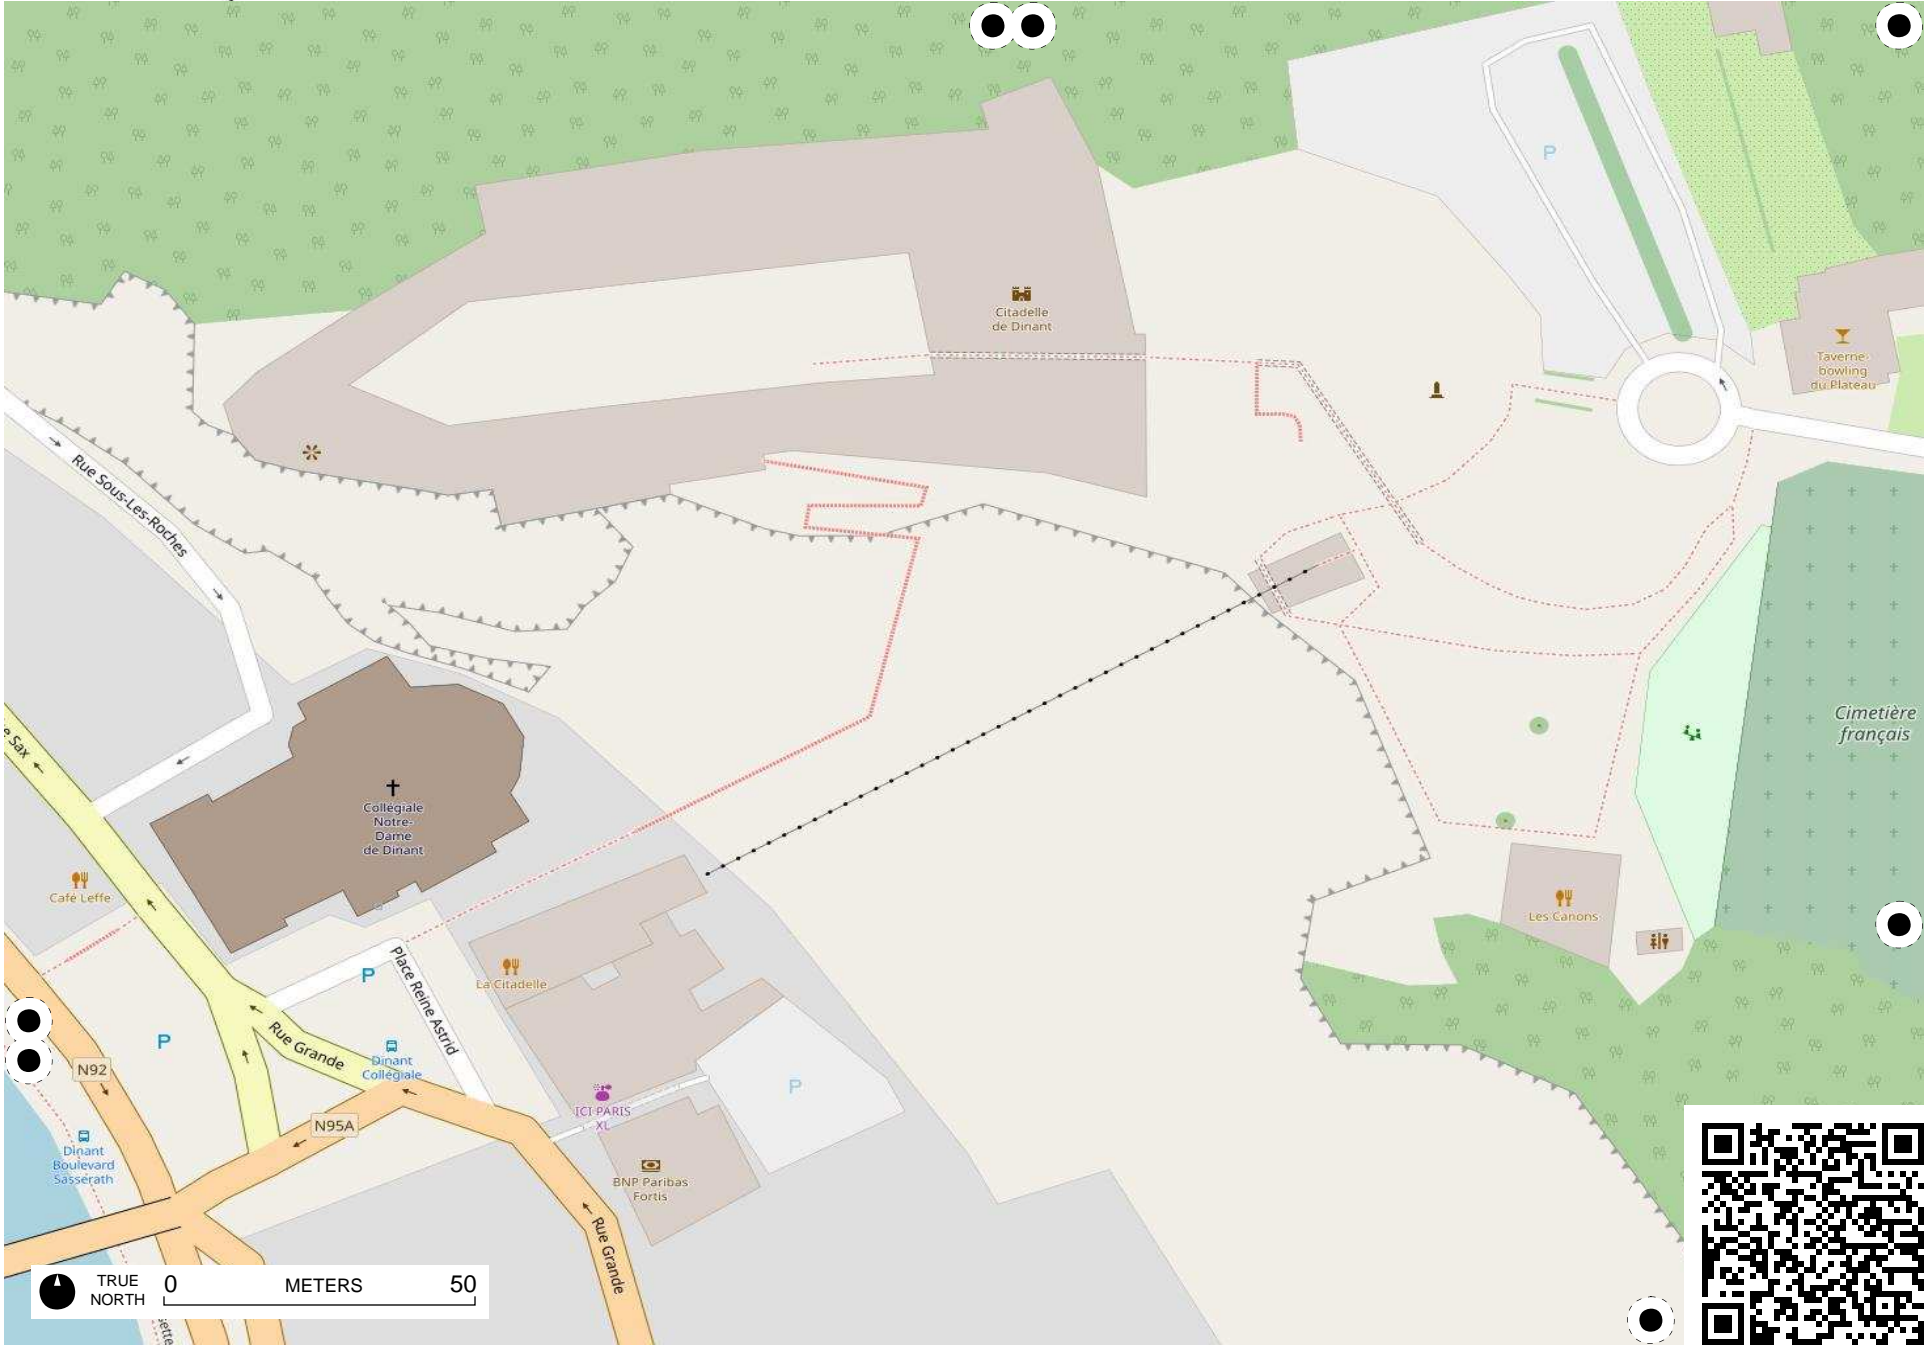 P
Citadelle
de Dinant
Taverne-
bowling
du Plateau
Rue Sous-Les-Roches
Cimetière
français
e Sax
Collégiale
Notre-
Dame
de Dinant
Café Leffe
Les Canons
La Citadelle
P
Place Reine Astrid
P
Rue Grande
Dinant
Collégiale
N92
P
ICI PARIS
XL
N95A
Dinant
Boulevard
Sasserath
BNP Paribas
Fortis
Rue Grande
TRUE
NORTH
0 METERS 50
sette